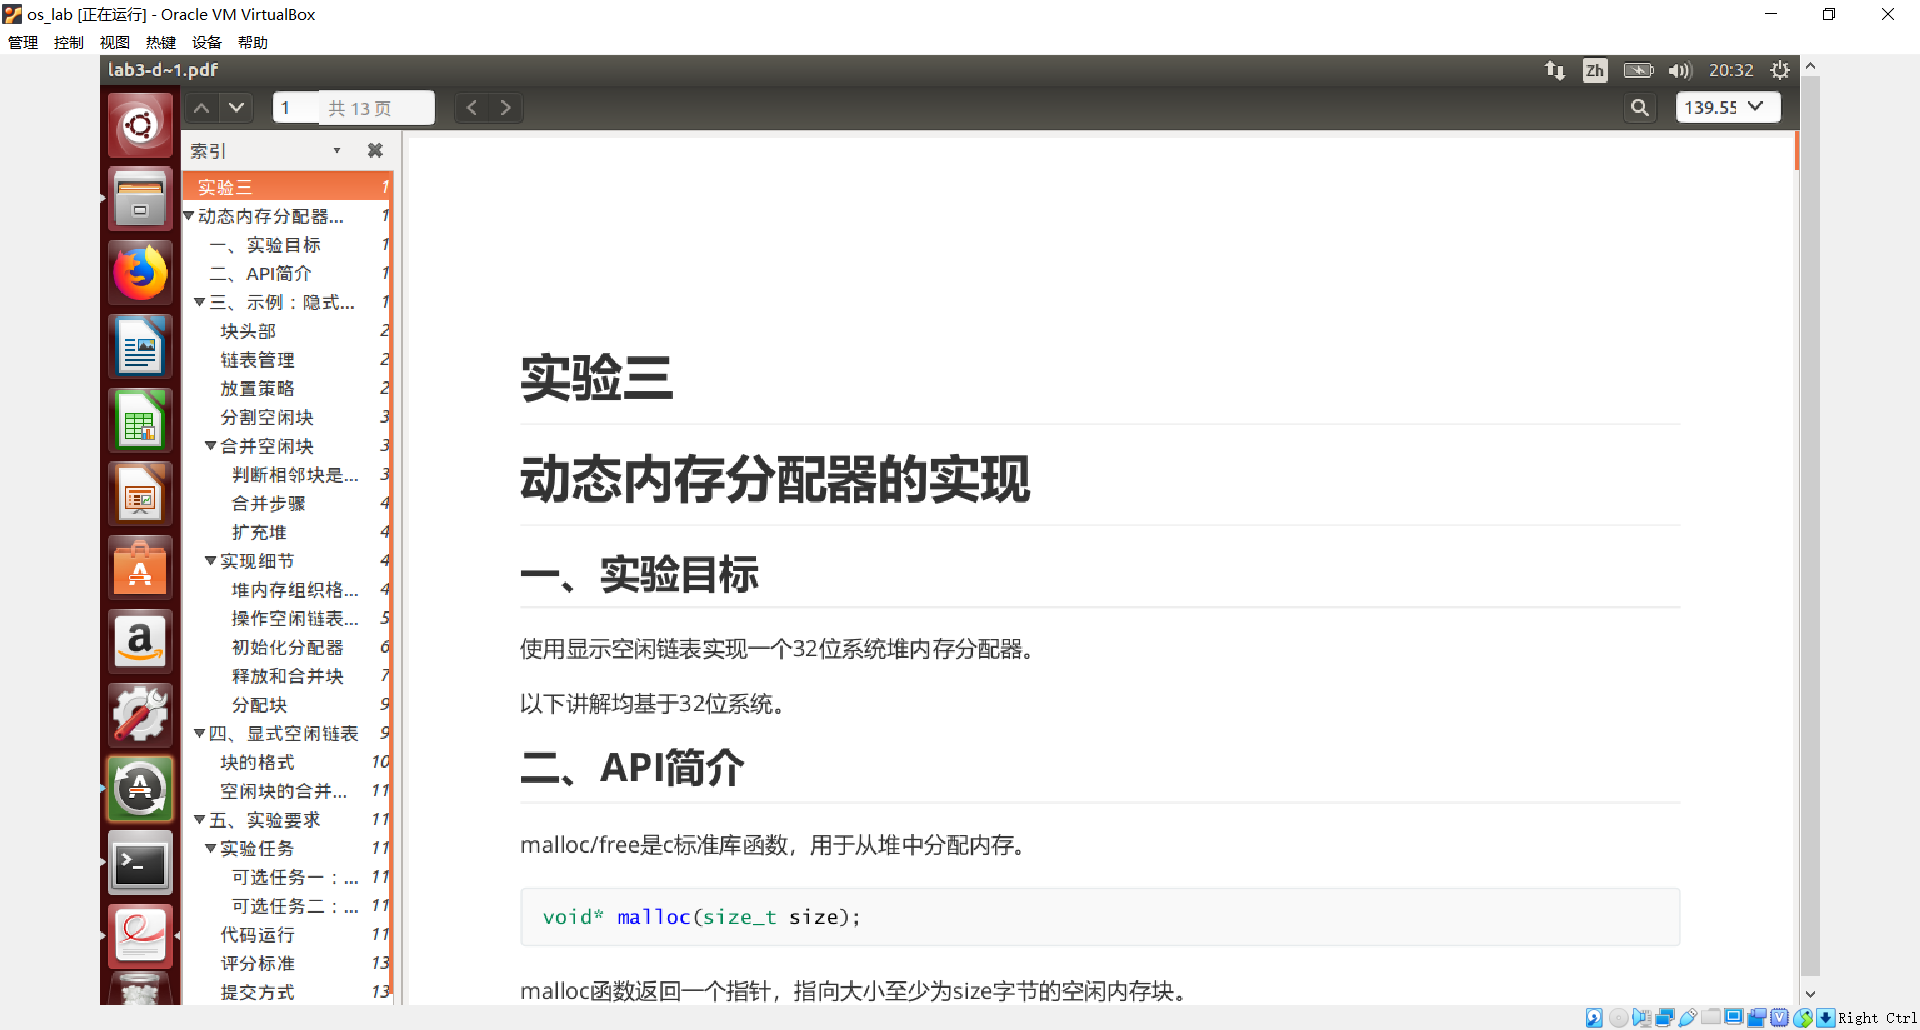 os_lab [正在运行] - Oracle VM VirtualBox
管理 控制 视图 热键 设备 帮助
lab3-d~1.pdf
Zh
20:32
1 共 13 页
139.55
索引
实验三 1
动态内存分配器... 1
一、实验目标 1
二、API简介 1
三、示例：隐式... 1
块头部 2
链表管理 2
放置策略 2
分割空闲块 3
合并空闲块 3
判断相邻块是... 3
合并步骤 4
扩充堆 4
实现细节 4
堆内存组织格... 4
操作空闲链表... 5
初始化分配器 6
释放和合并块 7
分配块 9
四、显式空闲链表 9
块的格式 10
空闲块的合并... 11
五、实验要求 11
实验任务 11
可选任务一：... 11
可选任务二：... 11
代码运行 11
评分标准 13
提交方式 13
实验三
动态内存分配器的实现
一、实验目标
使用显示空闲链表实现一个32位系统堆内存分配器。
以下讲解均基于32位系统。
二、API简介
malloc/free是c标准库函数，用于从堆中分配内存。
void* malloc(size_t size);
malloc函数返回一个指针，指向大小至少为size字节的空闲内存块。
Right Ctrl